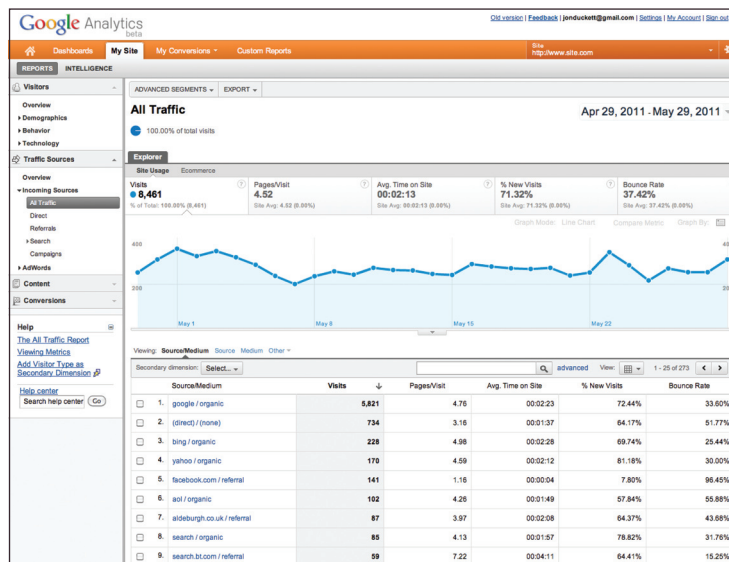 Google Analytics
beta
Old version | Feedback | jonduckett@gmail.com | Settings | My Account | Sign out
Dashboards My Site My Conversions Custom Reports
Site
http://www.site.com
REPORTS INTELLIGENCE
Visitors
Overview
Demographics
Behavior
Technology
Traffic Sources
Overview
Incoming Sources
All Traffic
Direct
Referrals
Search
Campaigns
AdWords
Content
Conversions
Help
The All Traffic Report
Viewing Metrics
Add Visitor Type as
Secondary Dimension
Help center
Search help center Go
ADVANCED SEGMENTS EXPORT
All Traffic
Apr 29, 2011 - May 29, 2011
100.00% of total visits
Explorer
Site Usage Ecommerce
Visits ? Pages/Visit ? Avg. Time on Site ? % New Visits ? Bounce Rate
8,461 4.52 00:02:13 71.32% 37.42%
% of Total: 100.00% (8,461) Site Avg: 4.52 (0.00%) Site Avg: 00:02:13 (0.00%) Site Avg: 71.32% (0.00%) Site Avg: 37.42% (0.00%)
Graph Mode: Line Chart Compare Metric Graph By:
400
200
May 1 May 8 May 15 May 22
Viewing: Source/Medium Source Medium Other
Secondary dimension: Select... advanced View: 1 - 25 of 273
Source/Medium Visits Pages/Visit Avg. Time on Site % New Visits Bounce Rate
1. google / organic 5,821 4.76 00:02:23 72.44% 33.60%
2. (direct) / (none) 734 3.16 00:01:37 64.17% 51.77%
3. bing / organic 228 4.98 00:02:28 69.74% 25.44%
4. yahoo / organic 170 4.59 00:02:12 81.18% 30.00%
5. facebook.com / referral 141 1.16 00:00:04 7.80% 96.45%
6. aol / organic 102 4.26 00:01:49 57.84% 55.88%
7. aldeburgh.co.uk / referral 87 3.97 00:02:08 64.37% 43.68%
8. search / organic 85 4.13 00:01:57 78.82% 31.76%
9. search.bt.com / referral 59 7.22 00:04:11 64.41% 15.25%